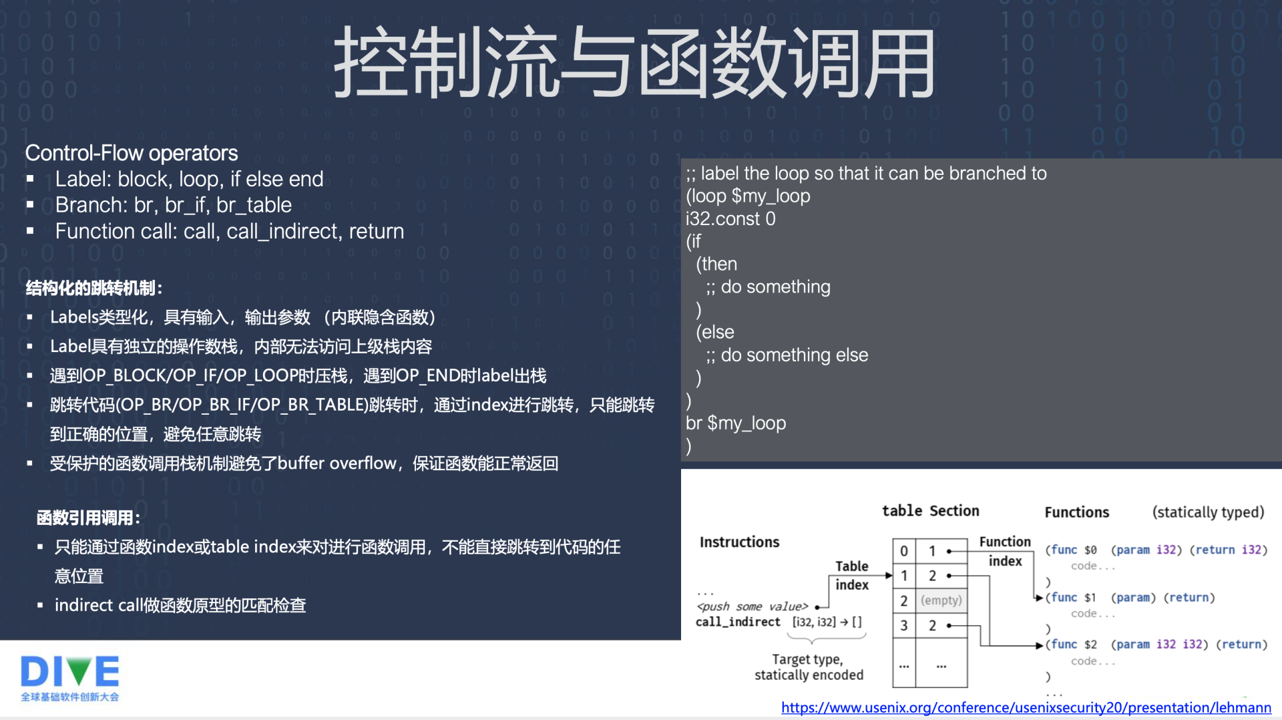 控制流与函数调用
Control-Flow operators
▪ Label: block, loop, if else end
▪ Branch: br, br_if, br_table
▪ Function call: call, call_indirect, return
结构化的跳转机制：
▪ Labels类型化，具有输入，输出参数 （内联隐含函数）
▪ Label具有独立的操作数栈，内部无法访问上级栈内容
▪ 遇到OP_BLOCK/OP_IF/OP_LOOP时压栈，遇到OP_END时label出栈
▪ 跳转代码(OP_BR/OP_BR_IF/OP_BR_TABLE)跳转时，通过index进行跳转，只能跳转
到正确的位置，避免任意跳转
▪ 受保护的函数调用栈机制避免了buffer overflow，保证函数能正常返回
函数引用调用：
▪ 只能通过函数index或table index来对进行函数调用，不能直接跳转到代码的任
意位置
▪ indirect call做函数原型的匹配检查
;; label the loop so that it can be branched to
(loop $my_loop
i32.const 0
(if
(then
;; do something
)
(else
;; do something else
)
)
br $my_loop
)
Instructions
...
<push some value>
call_indirect [i32, i32] → []
Target type,
statically encoded
Table
index
table Section
0 1
1 2
2 (empty)
3 2
... ...
Function
index
Functions (statically typed)
(func $0 (param i32) (return i32)
code...
)
(func $1 (param) (return)
code...
)
(func $2 (param i32 i32) (return)
code...
)
...
DIVE
全球基础软件创新大会
https://www.usenix.org/conference/usenixsecurity20/presentation/lehmann